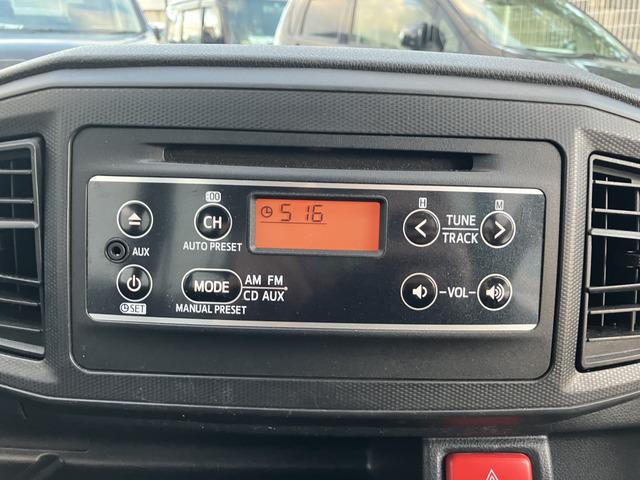 :00
H
M
CH
5 16
TUNE
TRACK
AUTO PRESET
AUX
MODE
AM FM
CD AUX
-VOL-
SET
MANUAL PRESET